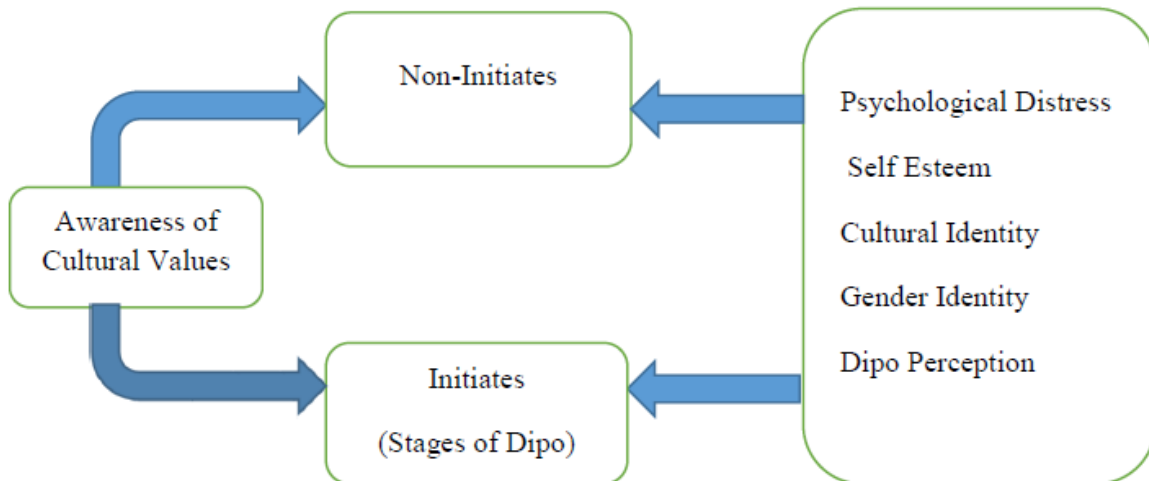 Non-Initiates
Awareness of
Cultural Values
Initiates
(Stages of Dipo)
Psychological Distress
Self Esteem
Cultural Identity
Gender Identity
Dipo Perception